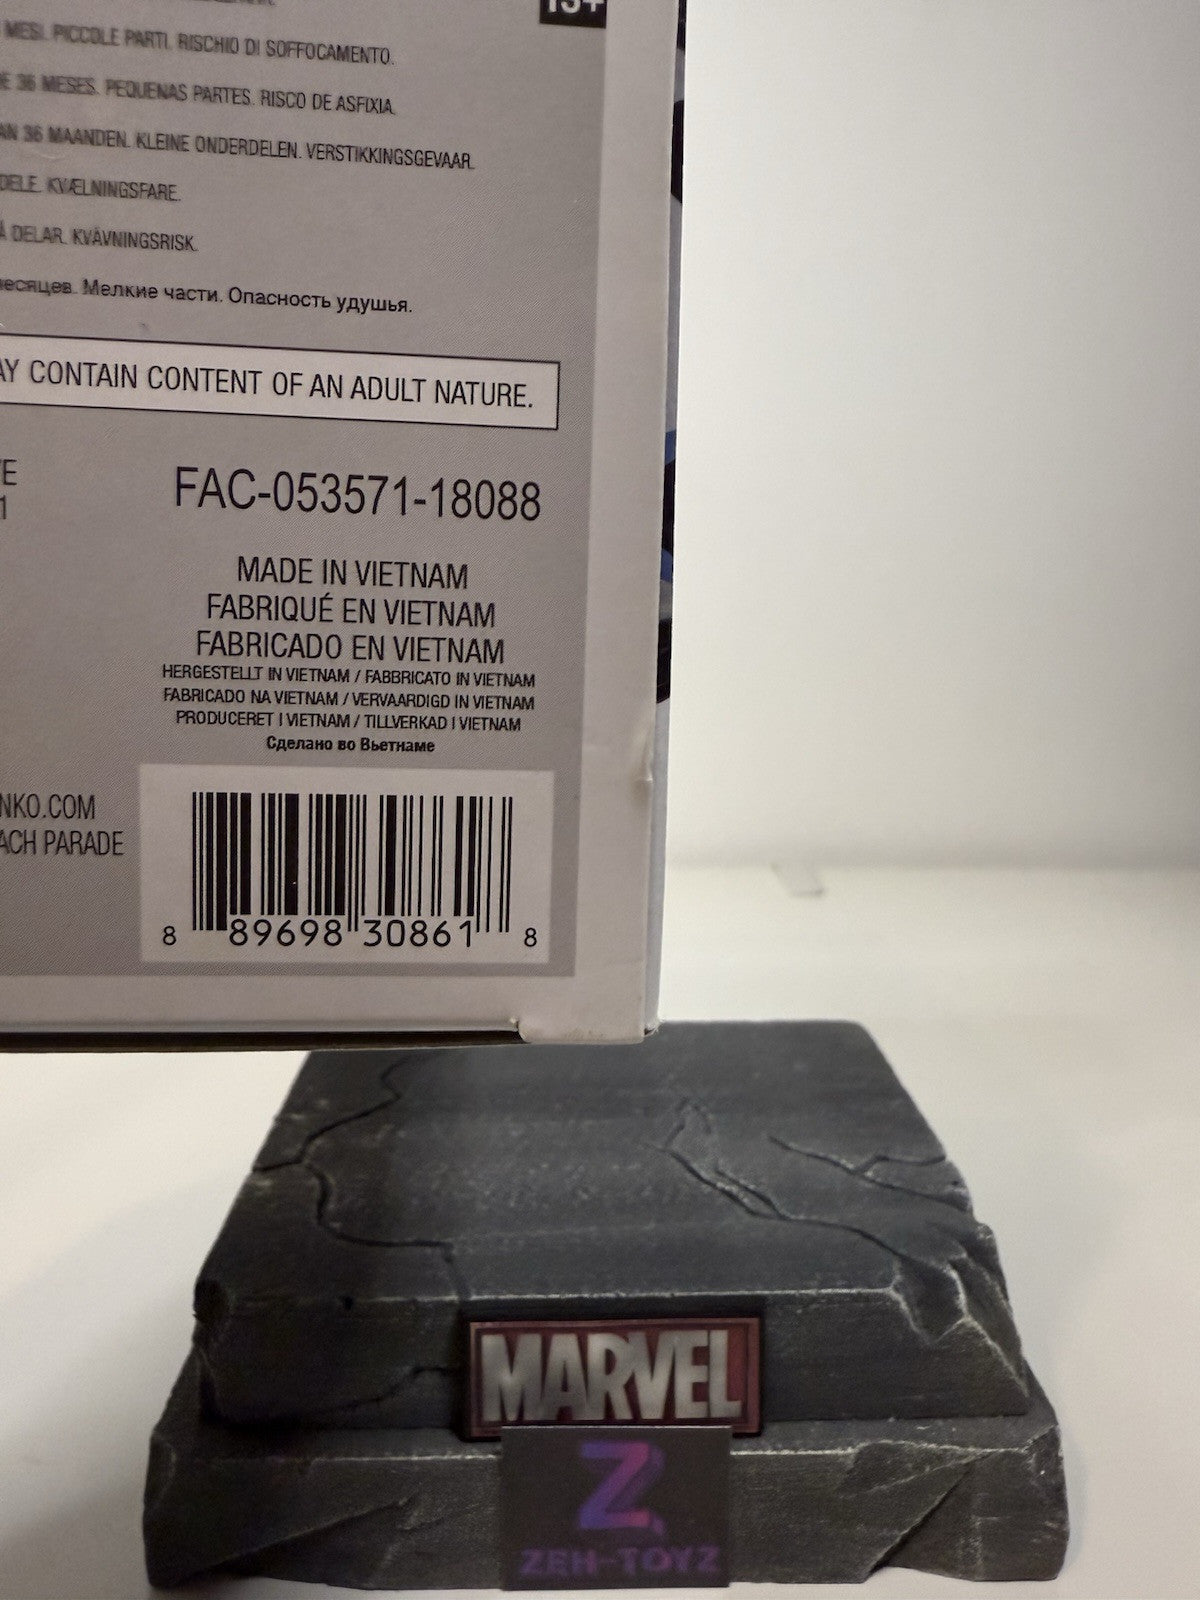 13+
MESI. PICCOLE PARTI. RISCHIO DI SOFFOCAMENTO.
36 MESES. PEQUENAS PARTES. RISCO DE ASFIXIA.
36 MAANDEN. KLEINE ONDERDELEN. VERSTIKKINGSGEVAAR.
DELE. KVÆLNINGSFARE.
DELAR. KVÄVNINGSRISK.
месяцев. Мелкие части. Опасность удушья.
AY CONTAIN CONTENT OF AN ADULT NATURE.
FAC-053571-18088
MADE IN VIETNAM
FABRIQUÉ EN VIETNAM
FABRICADO EN VIETNAM
HERGESTELLT IN VIETNAM / FABBRICATO IN VIETNAM
FABRICADO NA VIETNAM / VERVAARDIGD IN VIETNAM
PRODUCERET I VIETNAM / TILLVERKAD I VIETNAM
Сделано во Вьетнаме
NKO.COM
ACH PARADE
8 89698 30861 8
MARVEL
Z
ZEH-TOYZ